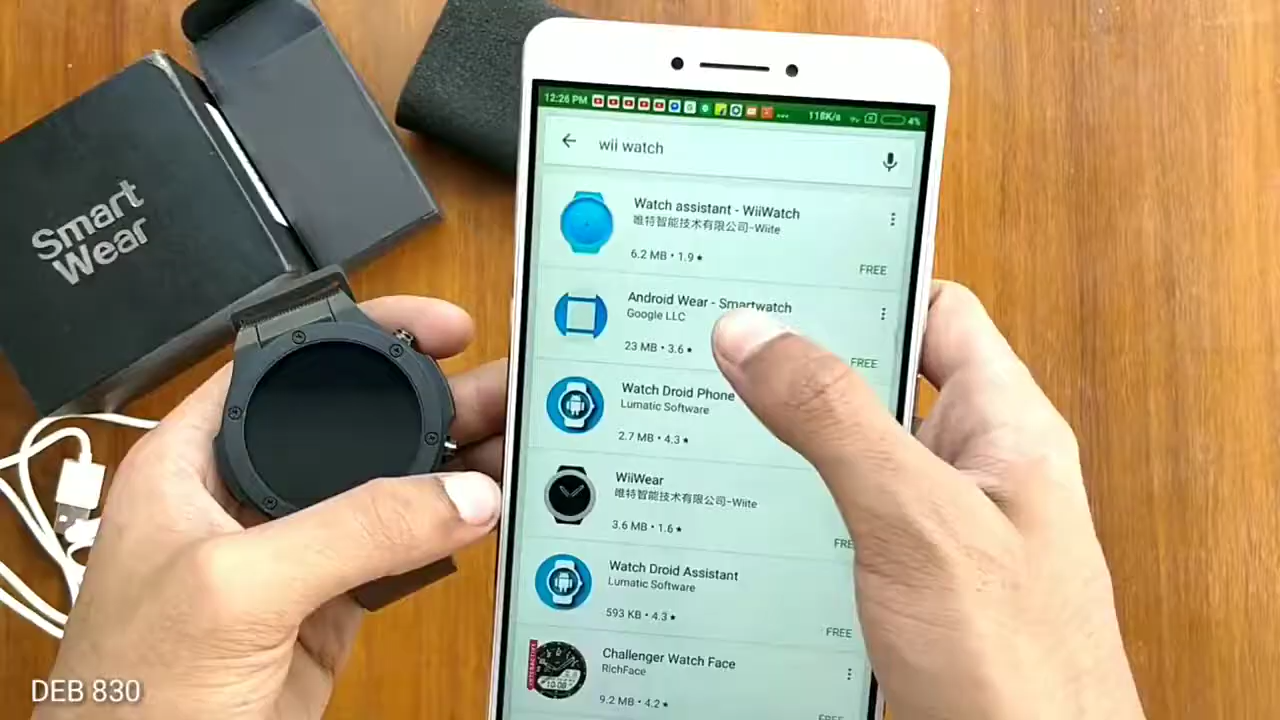 Smart
Wear
12:26 PM
118K/s
4%
wii watch
Watch assistant - WiiWatch
唯特智能技术有限公司-Wiite
6.2 MB • 1.9 ★
FREE
Android Wear - Smartwatch
Google LLC
23 MB • 3.6 ★
FREE
Watch Droid Phone
Lumatic Software
2.7 MB • 4.3 ★
WiiWear
唯特智能技术有限公司-Wiite
3.6 MB • 1.6 ★
FRE
Watch Droid Assistant
Lumatic Software
593 KB • 4.3 ★
FREE
Challenger Watch Face
RichFace
9.2 MB • 4.2 ★
FREE
DEB 830